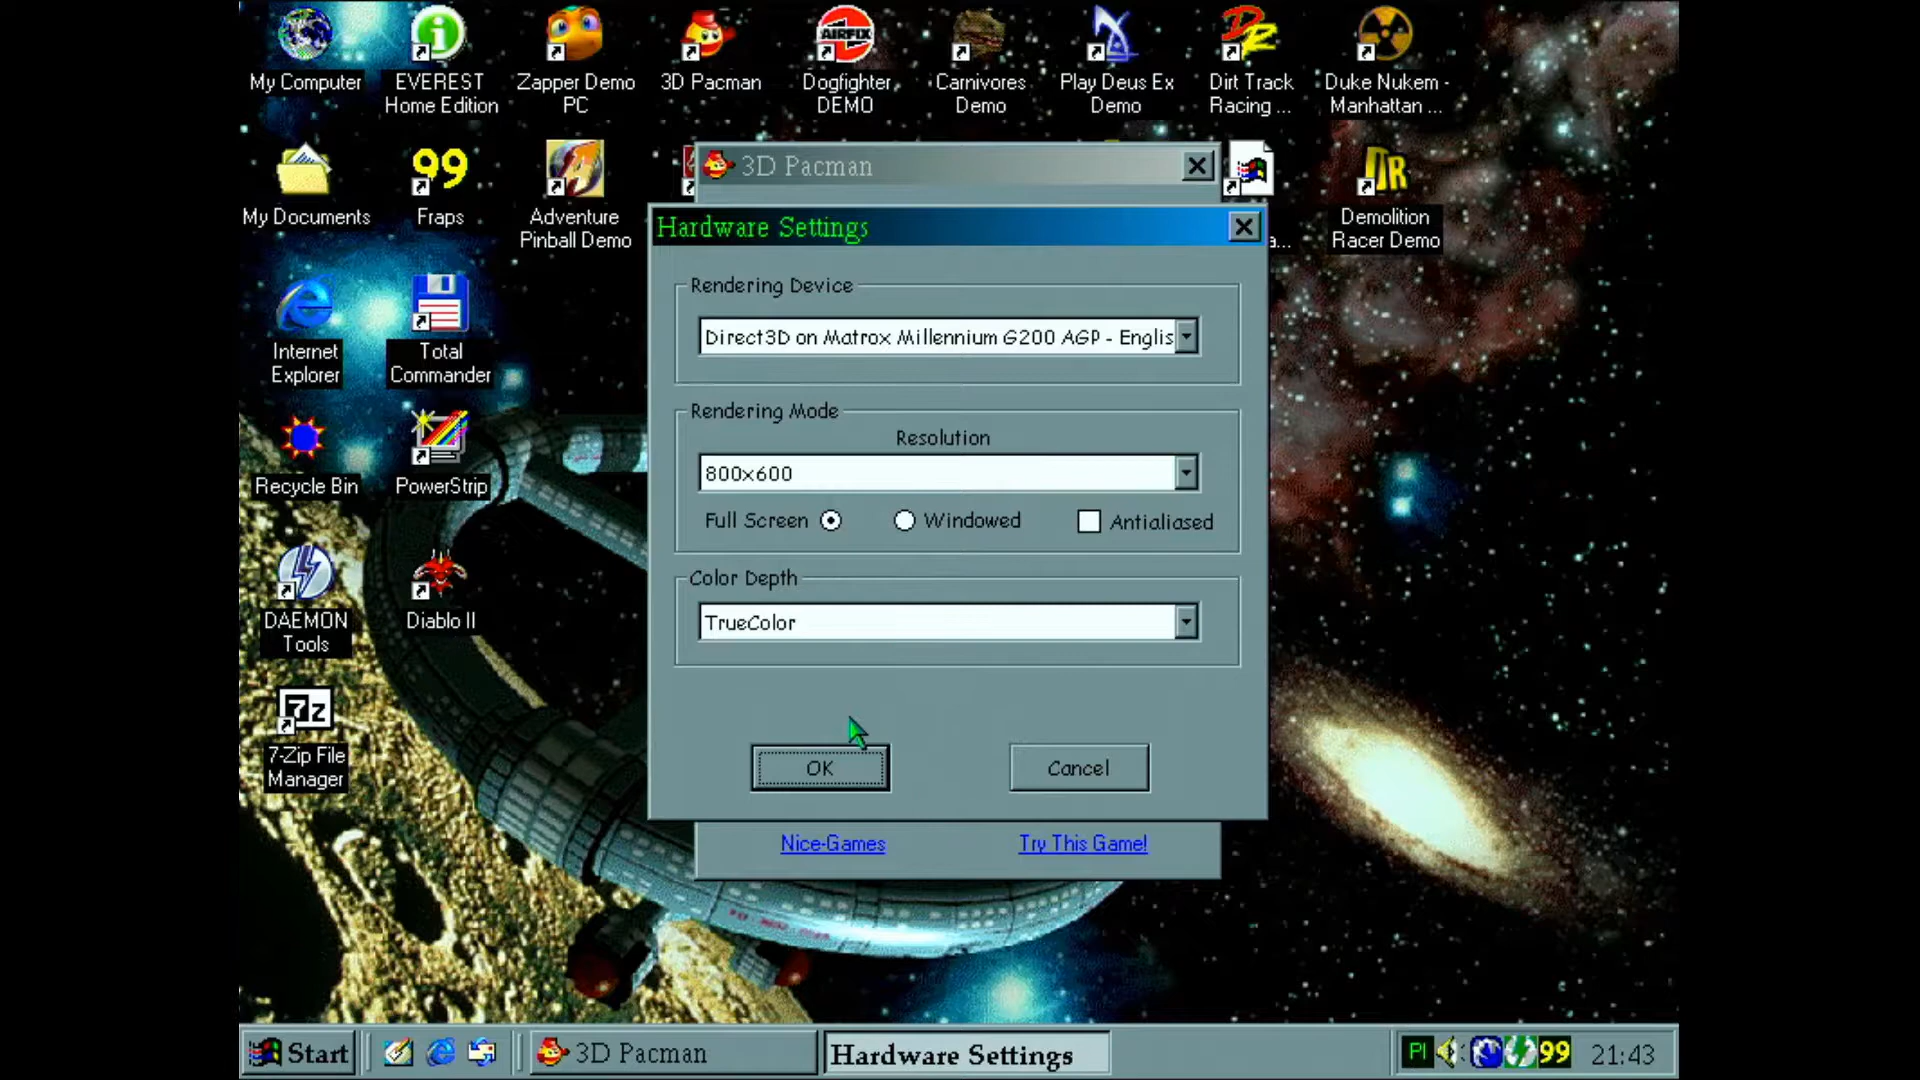 My Computer
EVEREST
Home Edition
Zapper Demo
PC
3D Pacman
AIRFIX
Dogfighter
DEMO
Carnivores
Demo
Play Deus Ex
Demo
Dirt Track
Racing ...
Duke Nukem -
Manhattan ...
My Documents
99
Fraps
Adventure
Pinball Demo
3D Pacman
DR
Demolition
Racer Demo
Hardware Settings
Rendering Device
Direct3D on Matrox Millennium G200 AGP - Englis
Rendering Mode
Resolution
800x600
Full Screen
Windowed
Antialiased
Color Depth
TrueColor
OK
Cancel
Nice-Games
Try This Game!
Internet
Explorer
Total
Commander
Recycle Bin
PowerStrip
DAEMON
Tools
Diablo II
7z
7-Zip File
Manager
Start
3D Pacman
Hardware Settings
Pl
99
21:43